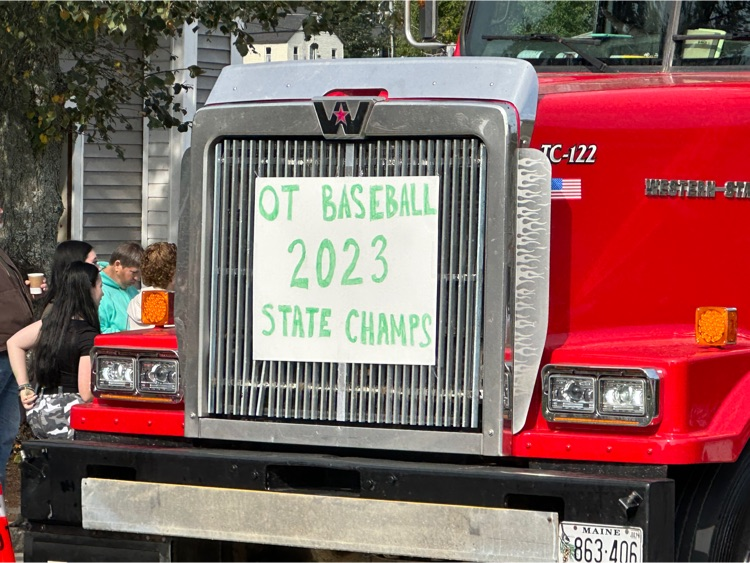 TC-122
WESTERN-STA
OT BASEBALL
2023
STATE CHAMPS
MAINE
863·406